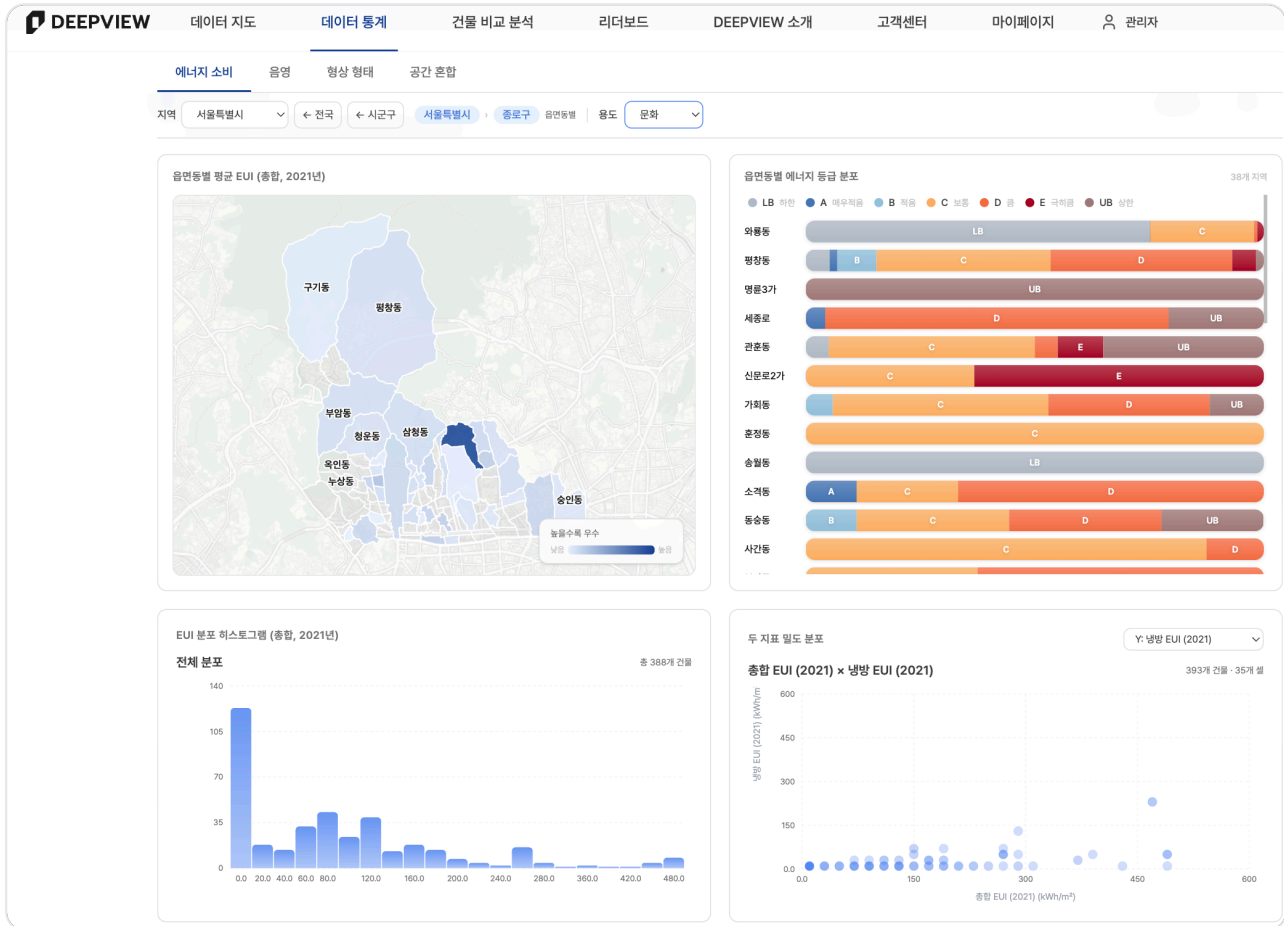 DEEPVIEW 데이터 지도 데이터 통계 건물 비교 분석 리더보드 DEEPVIEW 소개 고객센터 마이페이지 관리자
에너지 소비 음영 형상 형태 공간 혼합
지역 서울특별시 ← 전국 ← 시군구 서울특별시 › 종로구 읍면동별 용도 문화
읍면동별 평균 EUI (총합, 2021년)
구기동
평창동
부암동
청운동
삼청동
옥인동
누상동
숭인동
높을수록 우수
낮음 높음
읍면동별 에너지 등급 분포
38개 지역
LB 하한 A 매우적음 B 적음 C 보통 D 큼 E 극히큼 UB 상한
와룡동 LB C
평창동 B C D
명륜3가 UB
세종로 D UB
관훈동 C E UB
신문로2가 C E
가회동 C D UB
훈정동 C
송월동 LB
소격동 A C D
동숭동 B C D UB
사간동 C D
EUI 분포 히스토그램 (총합, 2021년)
전체 분포
총 388개 건물
140
105
70
35
0
0.0 20.0 40.0 60.0 80.0 120.0 160.0 200.0 240.0 280.0 360.0 420.0 480.0
두 지표 밀도 분포
Y: 냉방 EUI (2021)
총합 EUI (2021) × 냉방 EUI (2021)
393개 건물 · 35개 셀
냉방 EUI (2021) (kWh/m
600
450
300
150
0.0
0.0 150 300 450 600
총합 EUI (2021) (kWh/m²)